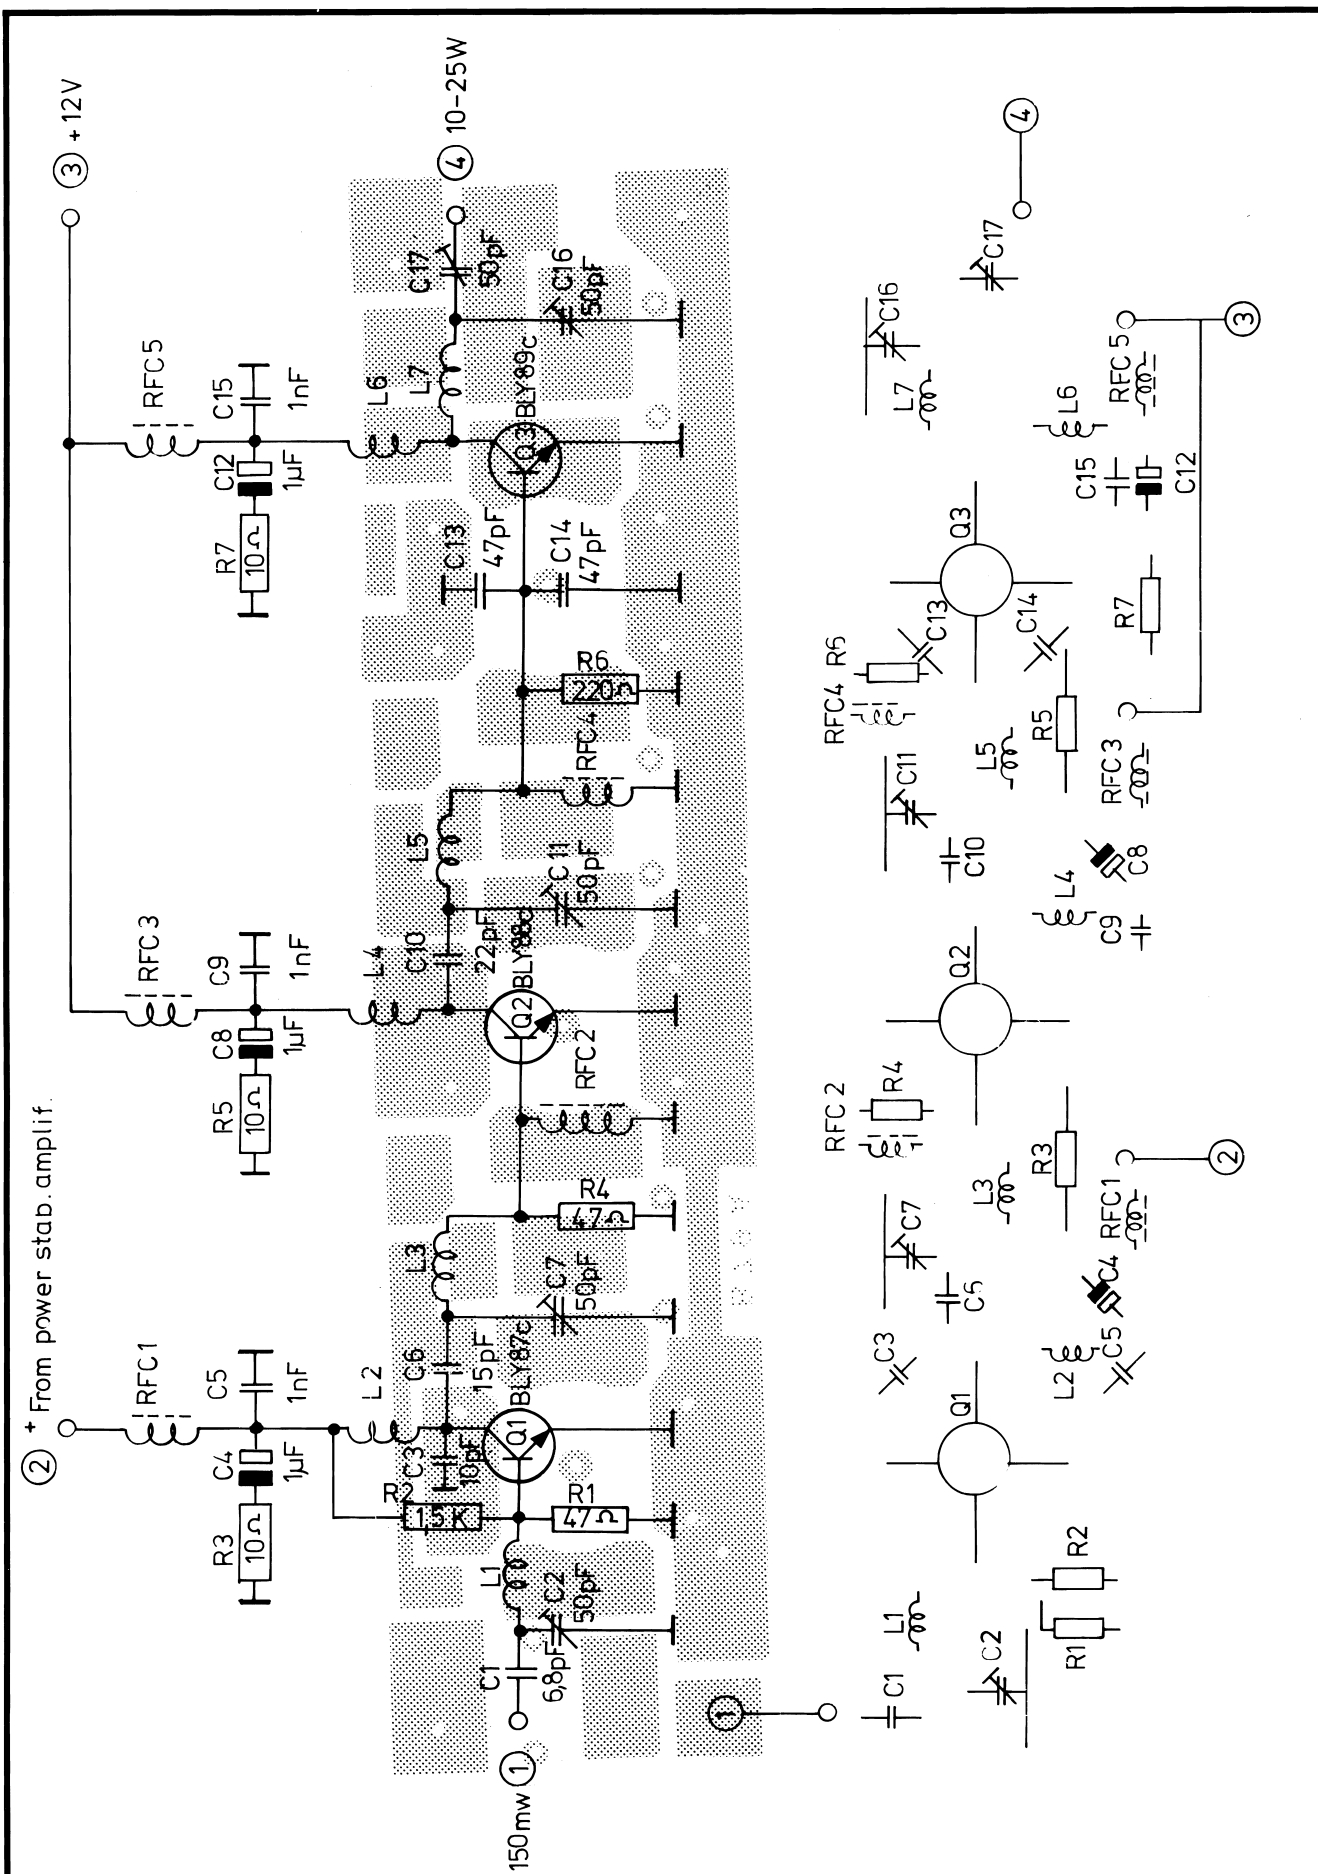 2
+ From power stab. amplif.
3
+12V
RFC1
RFC3
RFC5
C5
1nF
C4
1µF
R3
10Ω
C9
1nF
C8
1µF
R5
10Ω
C15
1nF
C12
1µF
R7
10Ω
L2
L4
L6
R2
1,5K
C3
10pF
C6
15pF
L3
C10
22pF
L5
C13
47pF
L7
C17
50pF
4
10-25W
150mw
1
C1
6,8pF
L1
C2
50pF
R1
47Ω
Q1
BLY87c
C7
50pF
R4
47Ω
RFC2
Q2
BLY88c
C11
50pF
RFC4
R6
220Ω
C14
47pF
Q3
BLY89c
C16
50pF
1
C1
L1
C2
R1
R2
Q1
C3
C6
C7
L2
C5
C4
RFC1
L3
R3
2
RFC2
R4
Q2
C10
C11
L4
C9
C8
RFC3
L5
R5
RFC4
R6
C13
C14
Q3
R7
C15
C12
L6
RFC5
L7
C16
C17
3
4